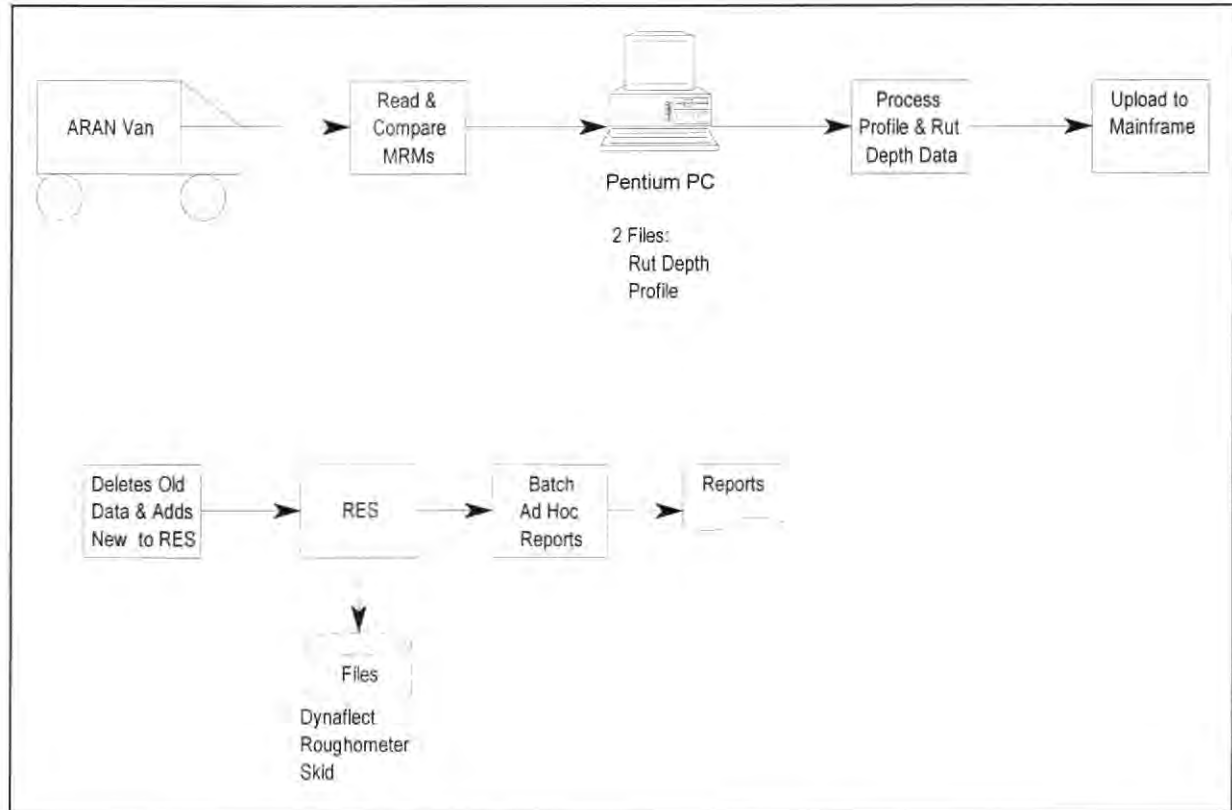 ARAN Van
Read &
Compare
MRMs
Pentium PC
2 Files:
Rut Depth
Profile
Process
Profile & Rut
Depth Data
Upload to
Mainframe
Deletes Old
Data & Adds
New to RES
RES
Batch
Ad Hoc
Reports
Reports
Files
Dynaflect
Roughometer
Skid